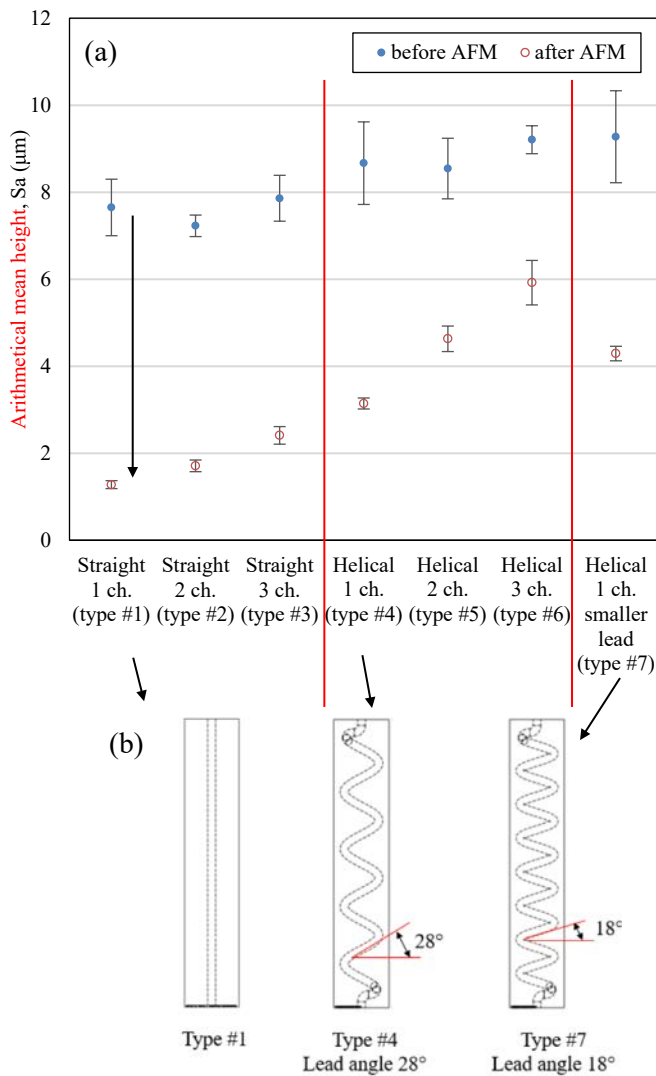 12
10
8
6
4
2
0
Arithmetical mean height, Sa (μm)
(a)
before AFM
after AFM
Straight
1 ch.
(type #1)
Straight
2 ch.
(type #2)
Straight
3 ch.
(type #3)
Helical
1 ch.
(type #4)
Helical
2 ch.
(type #5)
Helical
3 ch.
(type #6)
Helical
1 ch.
smaller
lead
(type #7)
(b)
28°
18°
Type #1
Type #4
Lead angle 28°
Type #7
Lead angle 18°